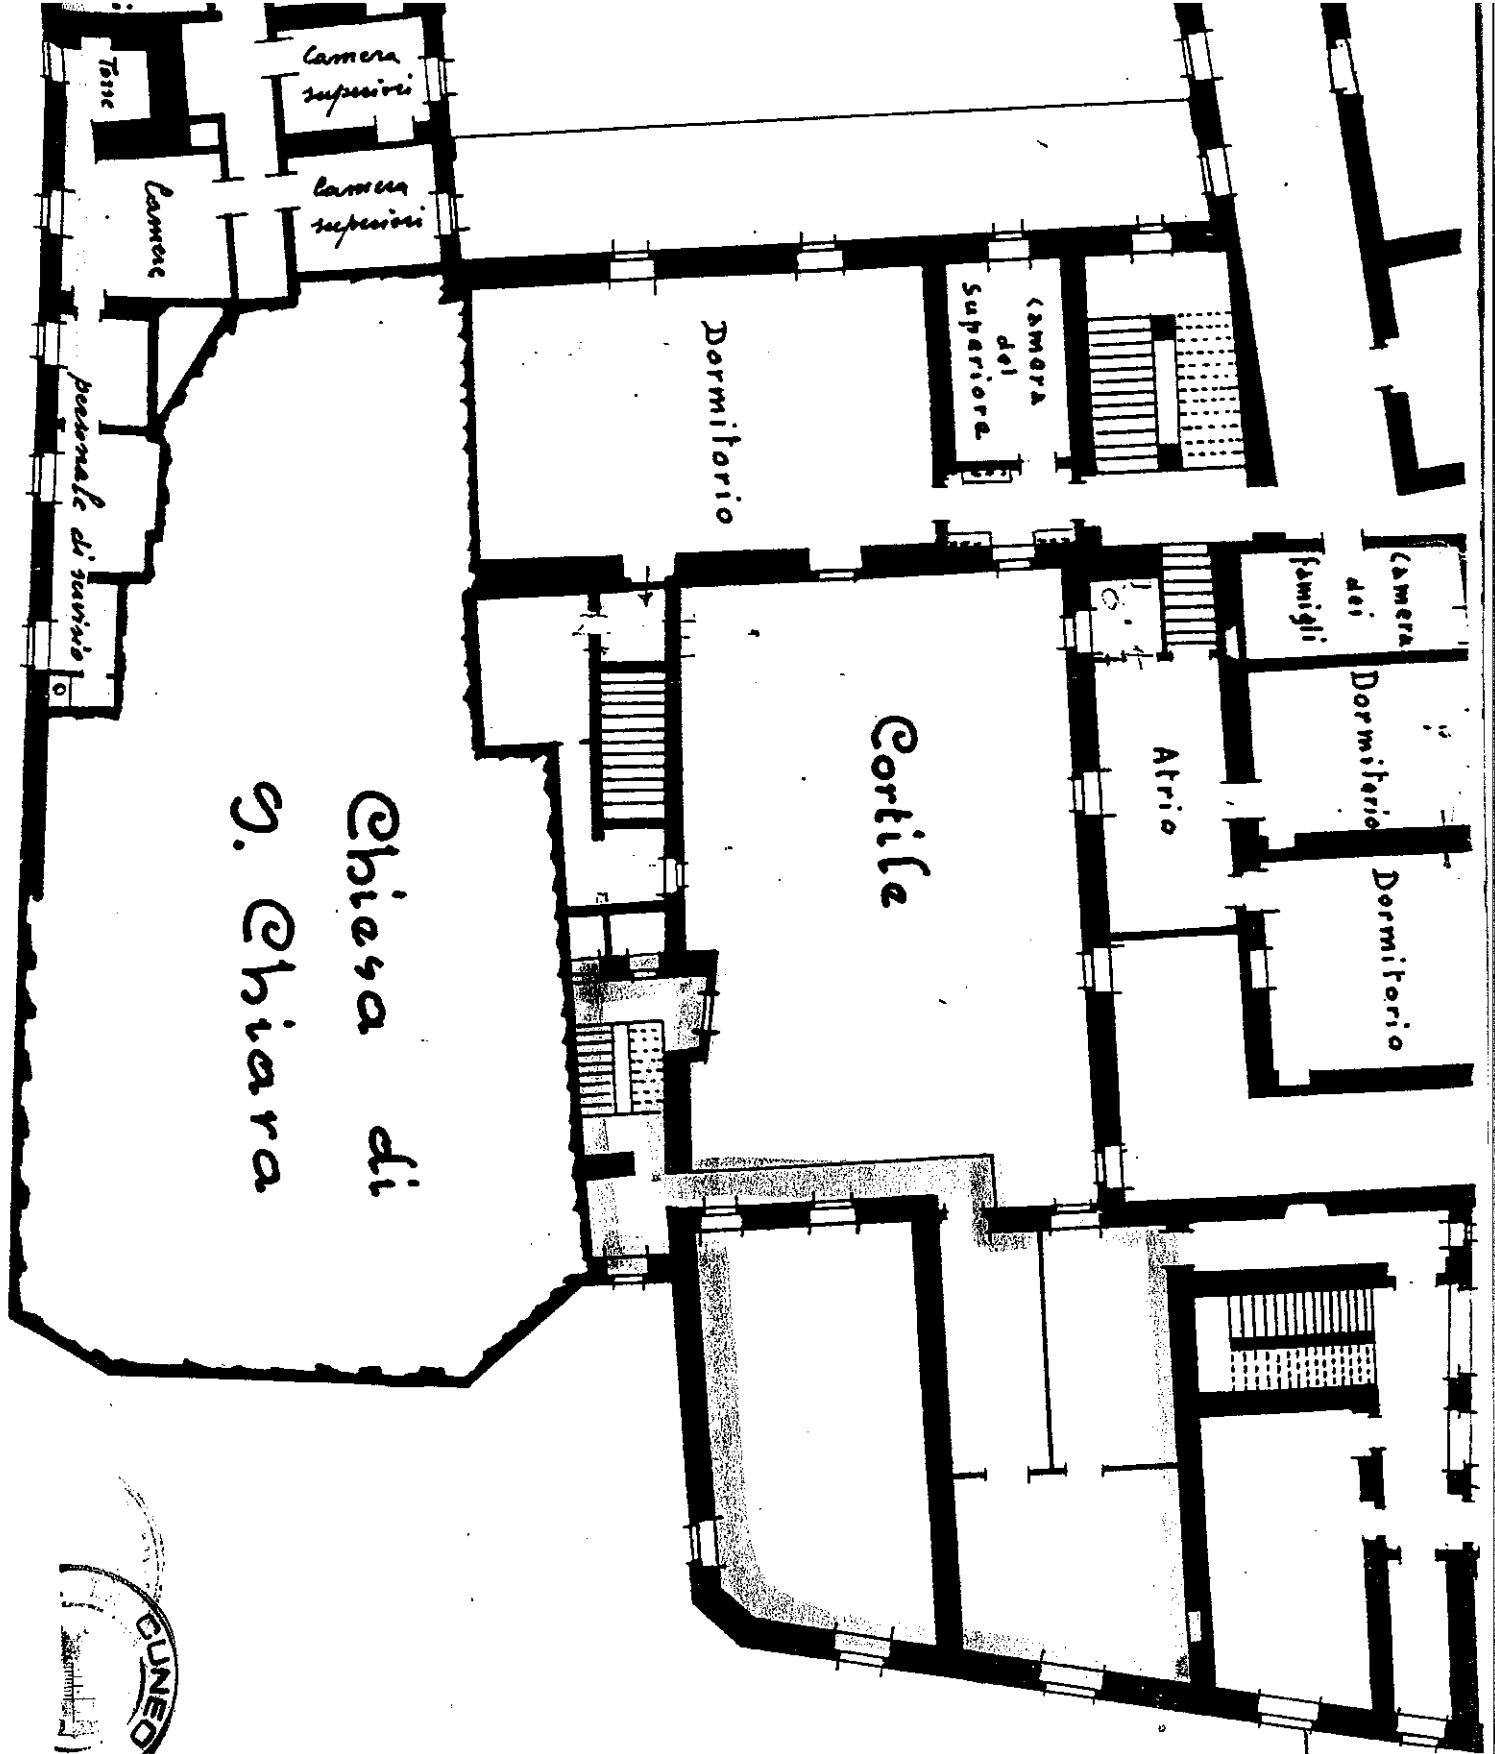 Camera
superiori
Torre
Camere
Camera
superiori
personale di servizio
Dormitorio
Camera
del
Superiore
Camera
dei
famigli
Dormitorio
Dormitorio
Atrio
Cortile
Chiesa di
S. Chiara
CUNEO